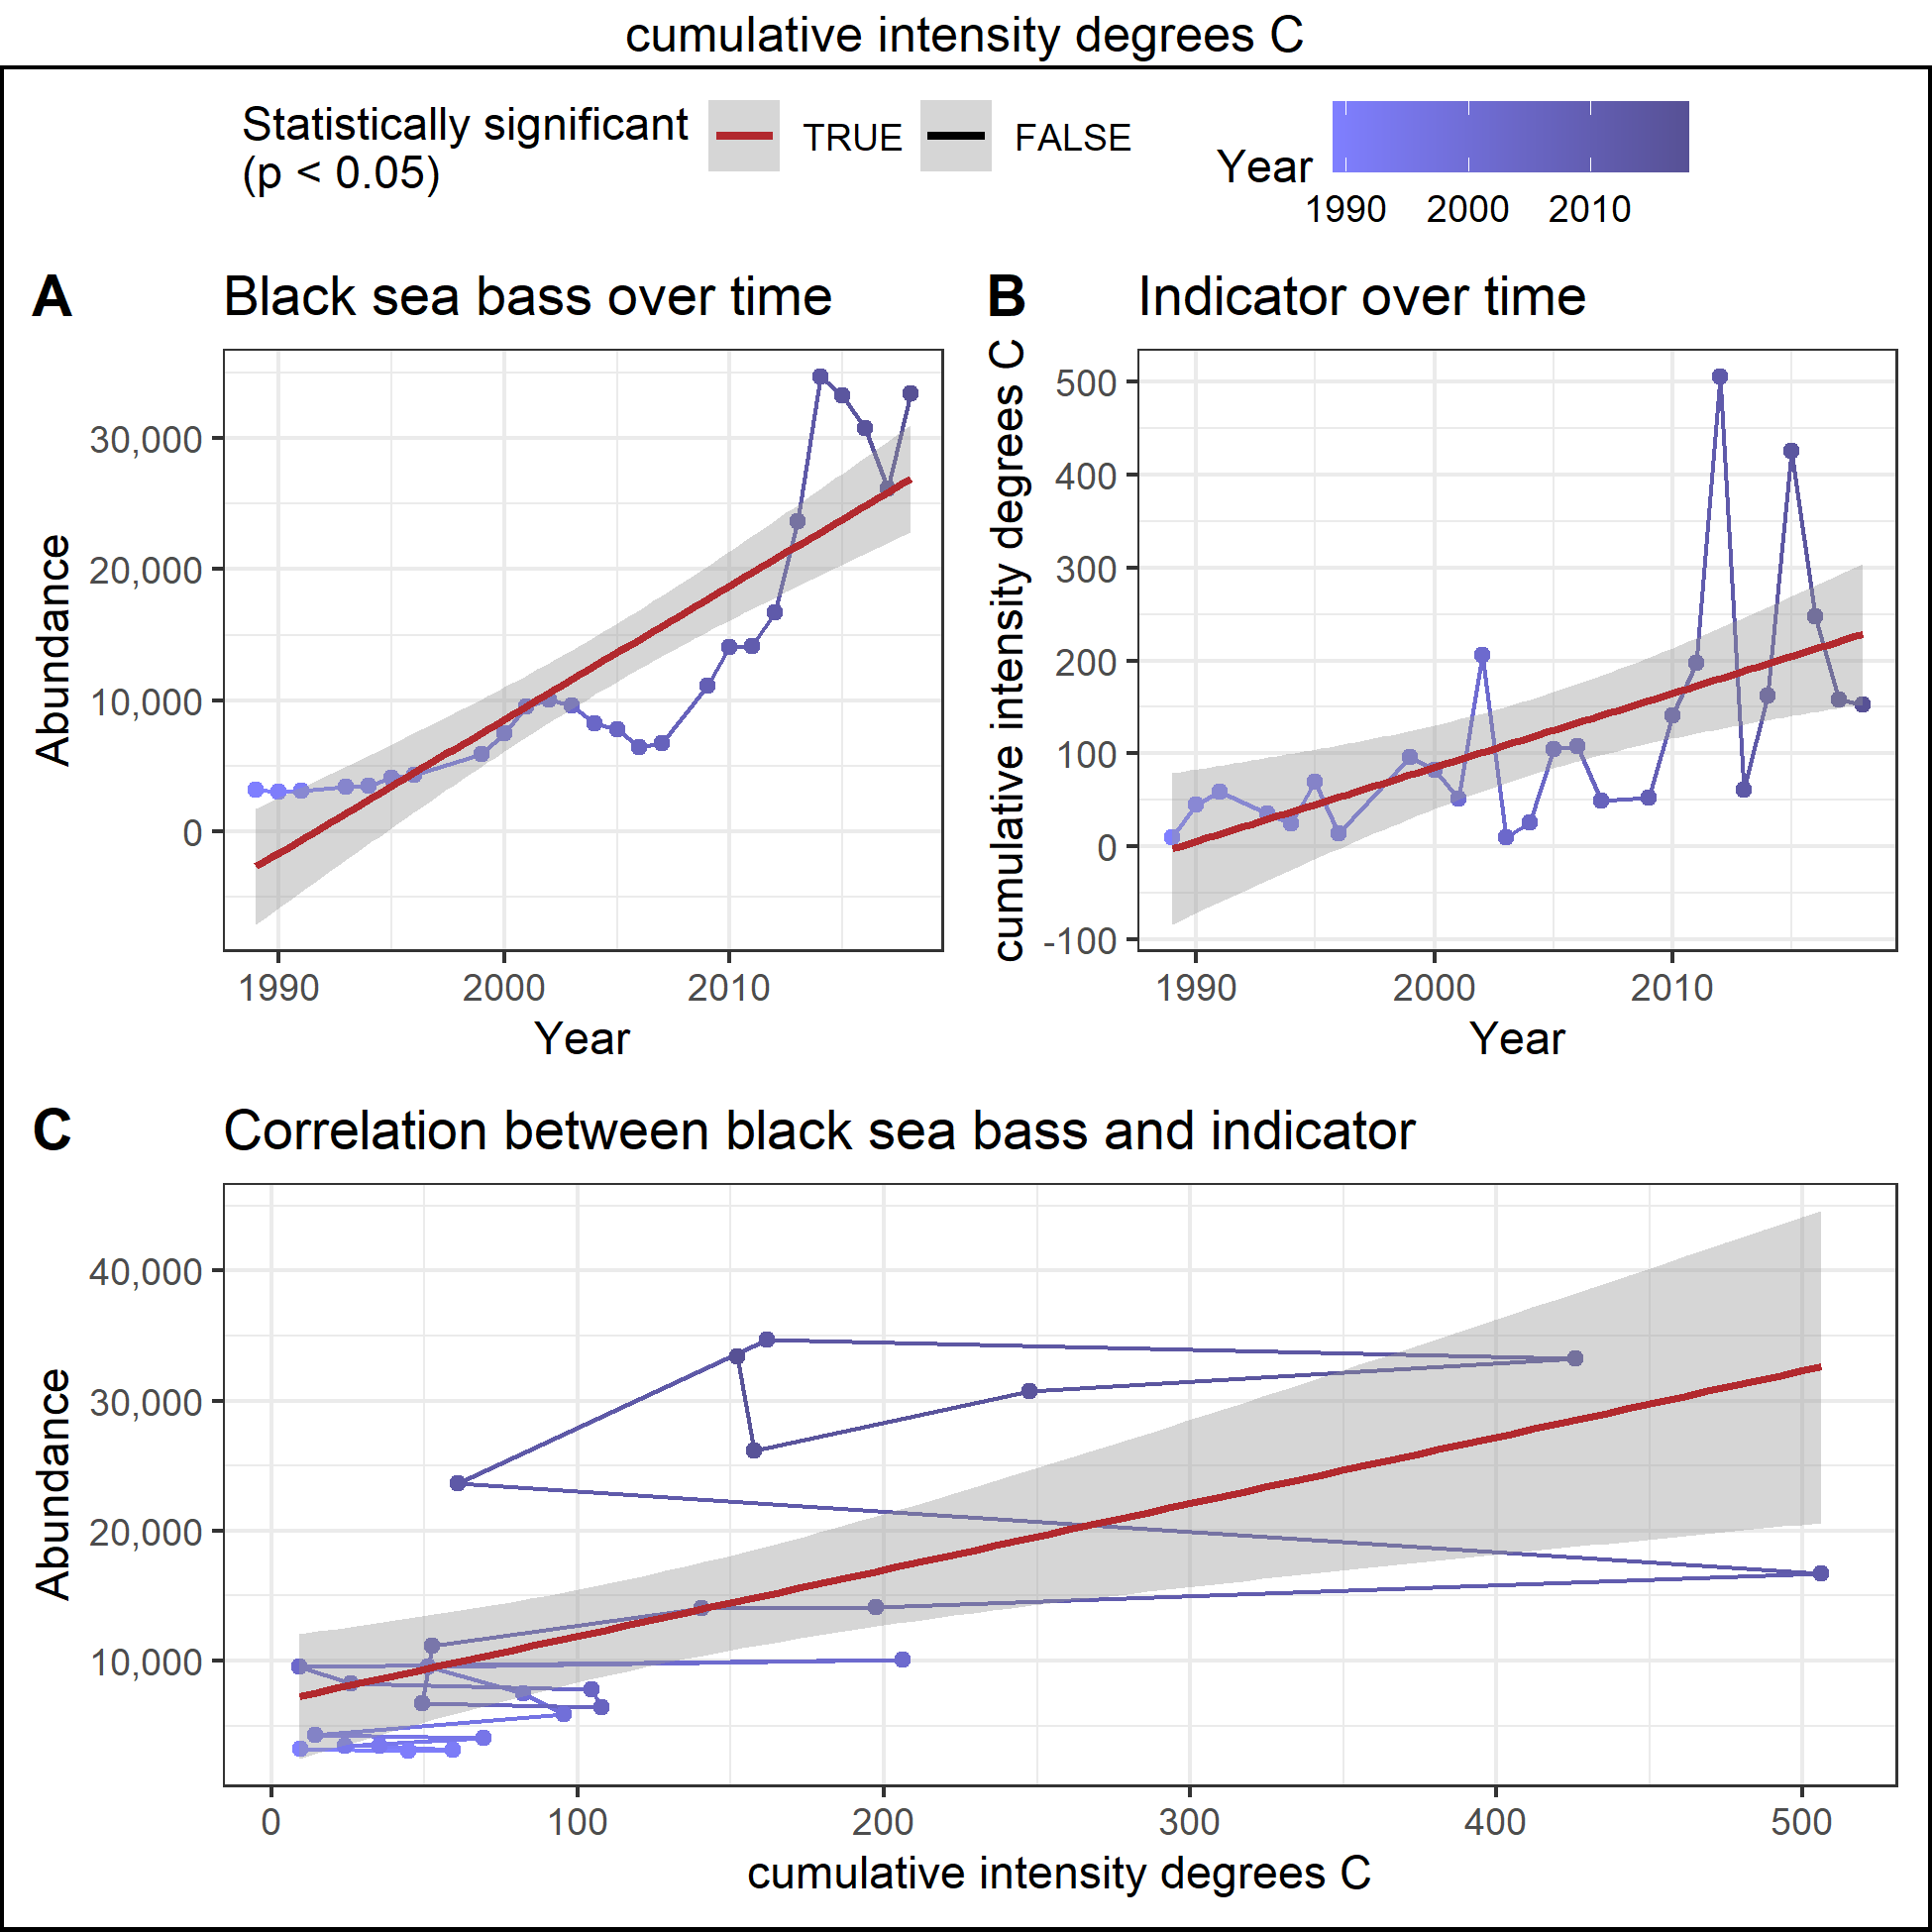 cumulative intensity degrees C
Statistically significant
(p < 0.05)
TRUE
FALSE
Year
1990 2000 2010
A
Black sea bass over time
Abundance
30,000
20,000
10,000
0
1990 2000 2010
Year
B
Indicator over time
cumulative intensity degrees C
500
400
300
200
100
0
-100
1990 2000 2010
Year
C
Correlation between black sea bass and indicator
Abundance
40,000
30,000
20,000
10,000
0 100 200 300 400 500
cumulative intensity degrees C